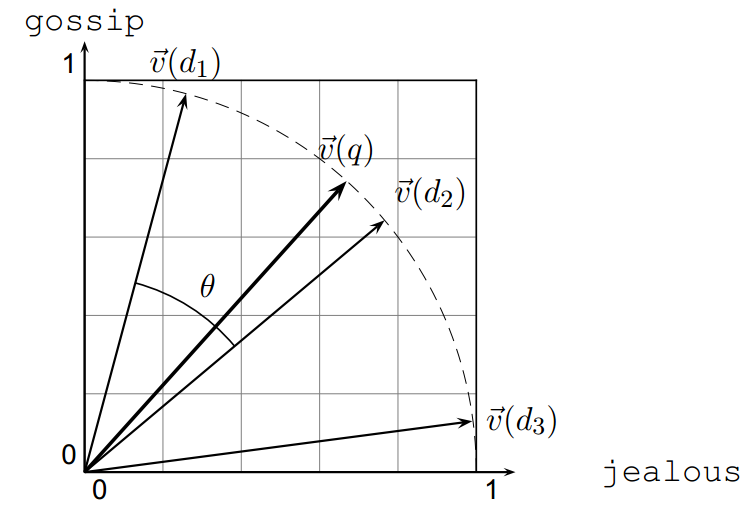 gossip
1
v⃗(d₁)
v⃗(q)
v⃗(d₂)
θ
v⃗(d₃)
0
0
1
jealous